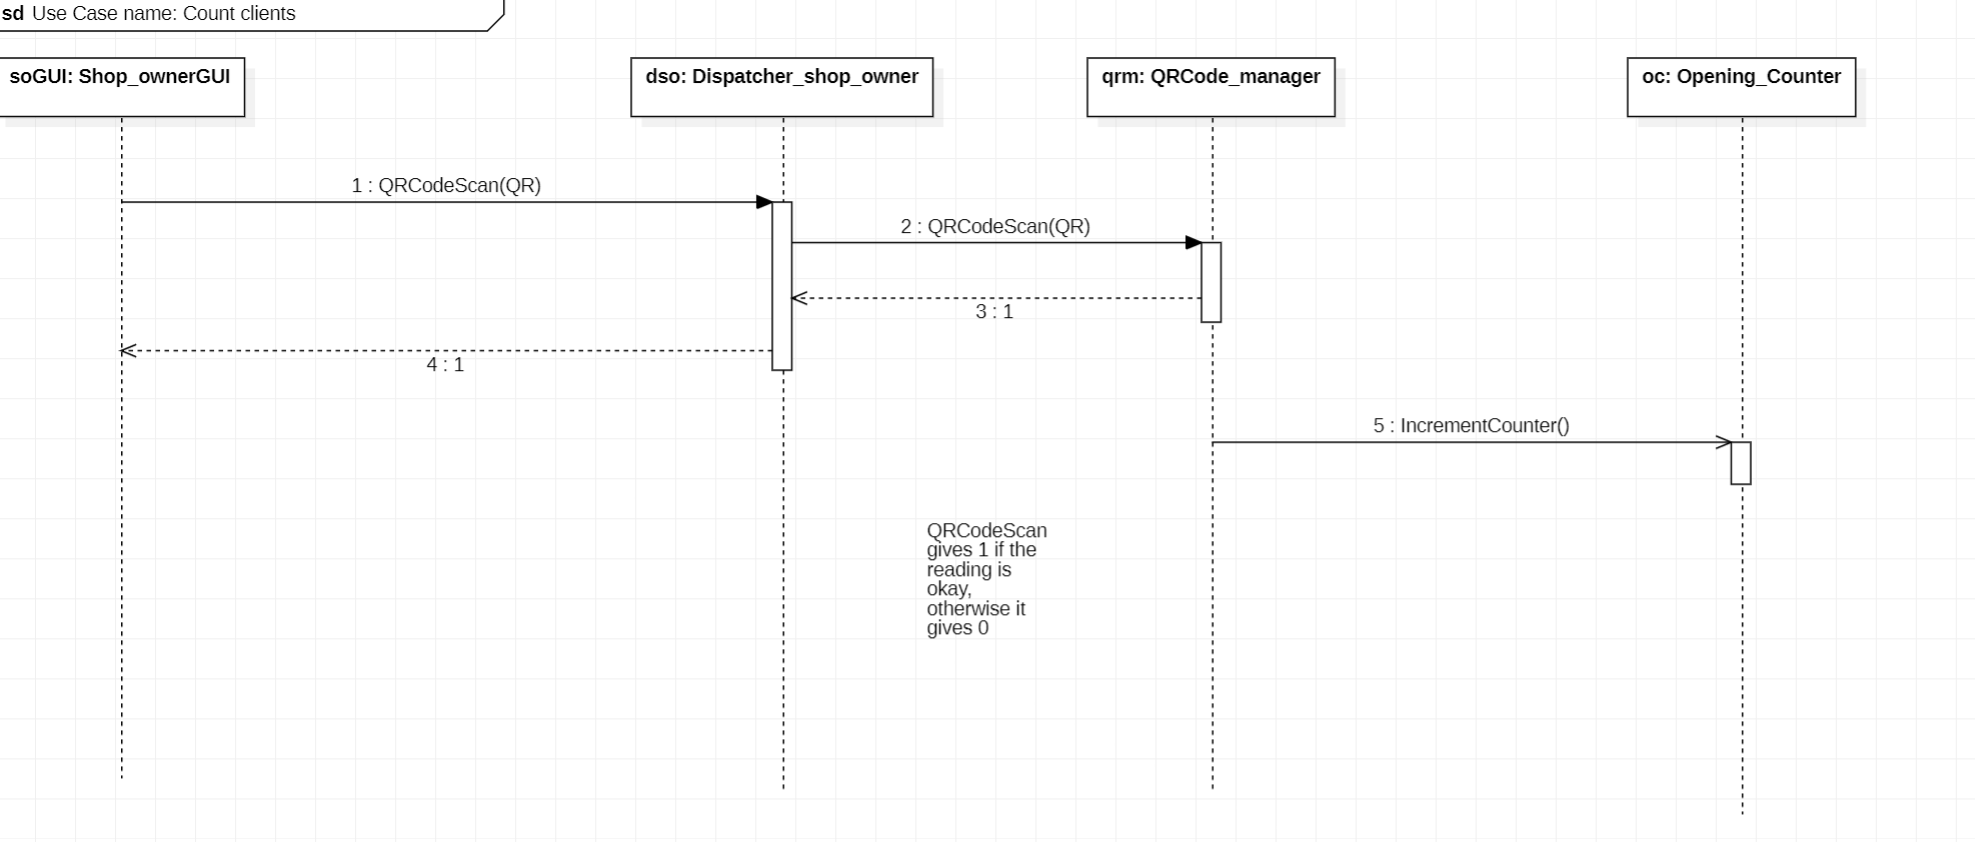 sd Use Case name: Count clients
soGUI: Shop_ownerGUI
dso: Dispatcher_shop_owner
qrm: QRCode_manager
oc: Opening_Counter
1 : QRCodeScan(QR)
2 : QRCodeScan(QR)
3 : 1
4 : 1
5 : IncrementCounter()
QRCodeScan
gives 1 if the
reading is
okay,
otherwise it
gives 0